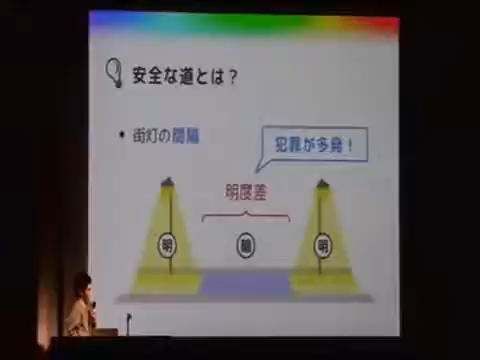 安全な道とは？
• 街灯の間隔
犯罪が多発！
明度差
明
暗
明